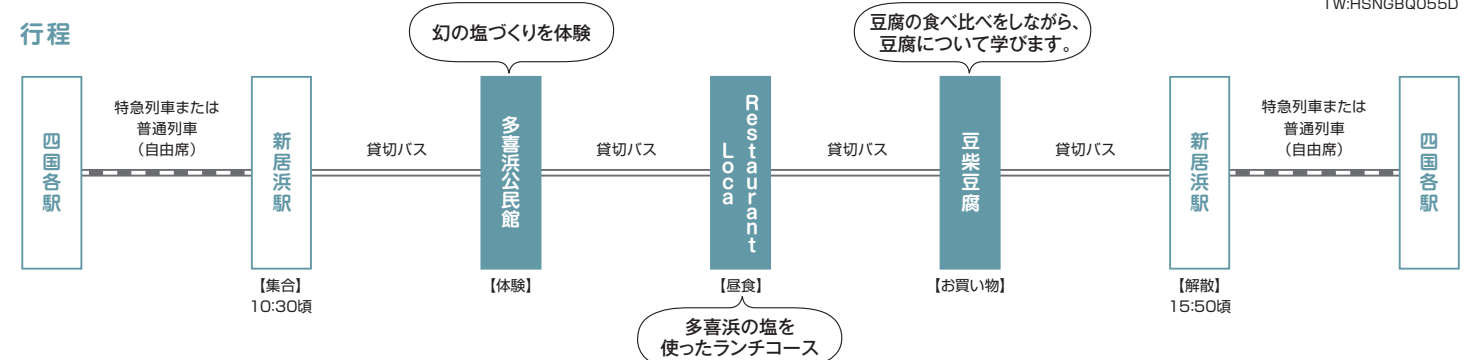 TW:HSNGBQ055D
行程
幻の塩づくりを体験
豆腐の食べ比べをしながら、
豆腐について学びます。
四国各駅
特急列車または
普通列車
（自由席）
新居浜駅
貸切バス
多喜浜公民館
貸切バス
Restaurant
Loca
貸切バス
豆柴豆腐
貸切バス
新居浜駅
特急列車または
普通列車
（自由席）
四国各駅
【集合】
10:30頃
【体験】
【昼食】
【お買い物】
【解散】
15:50頃
多喜浜の塩を
使ったランチコース